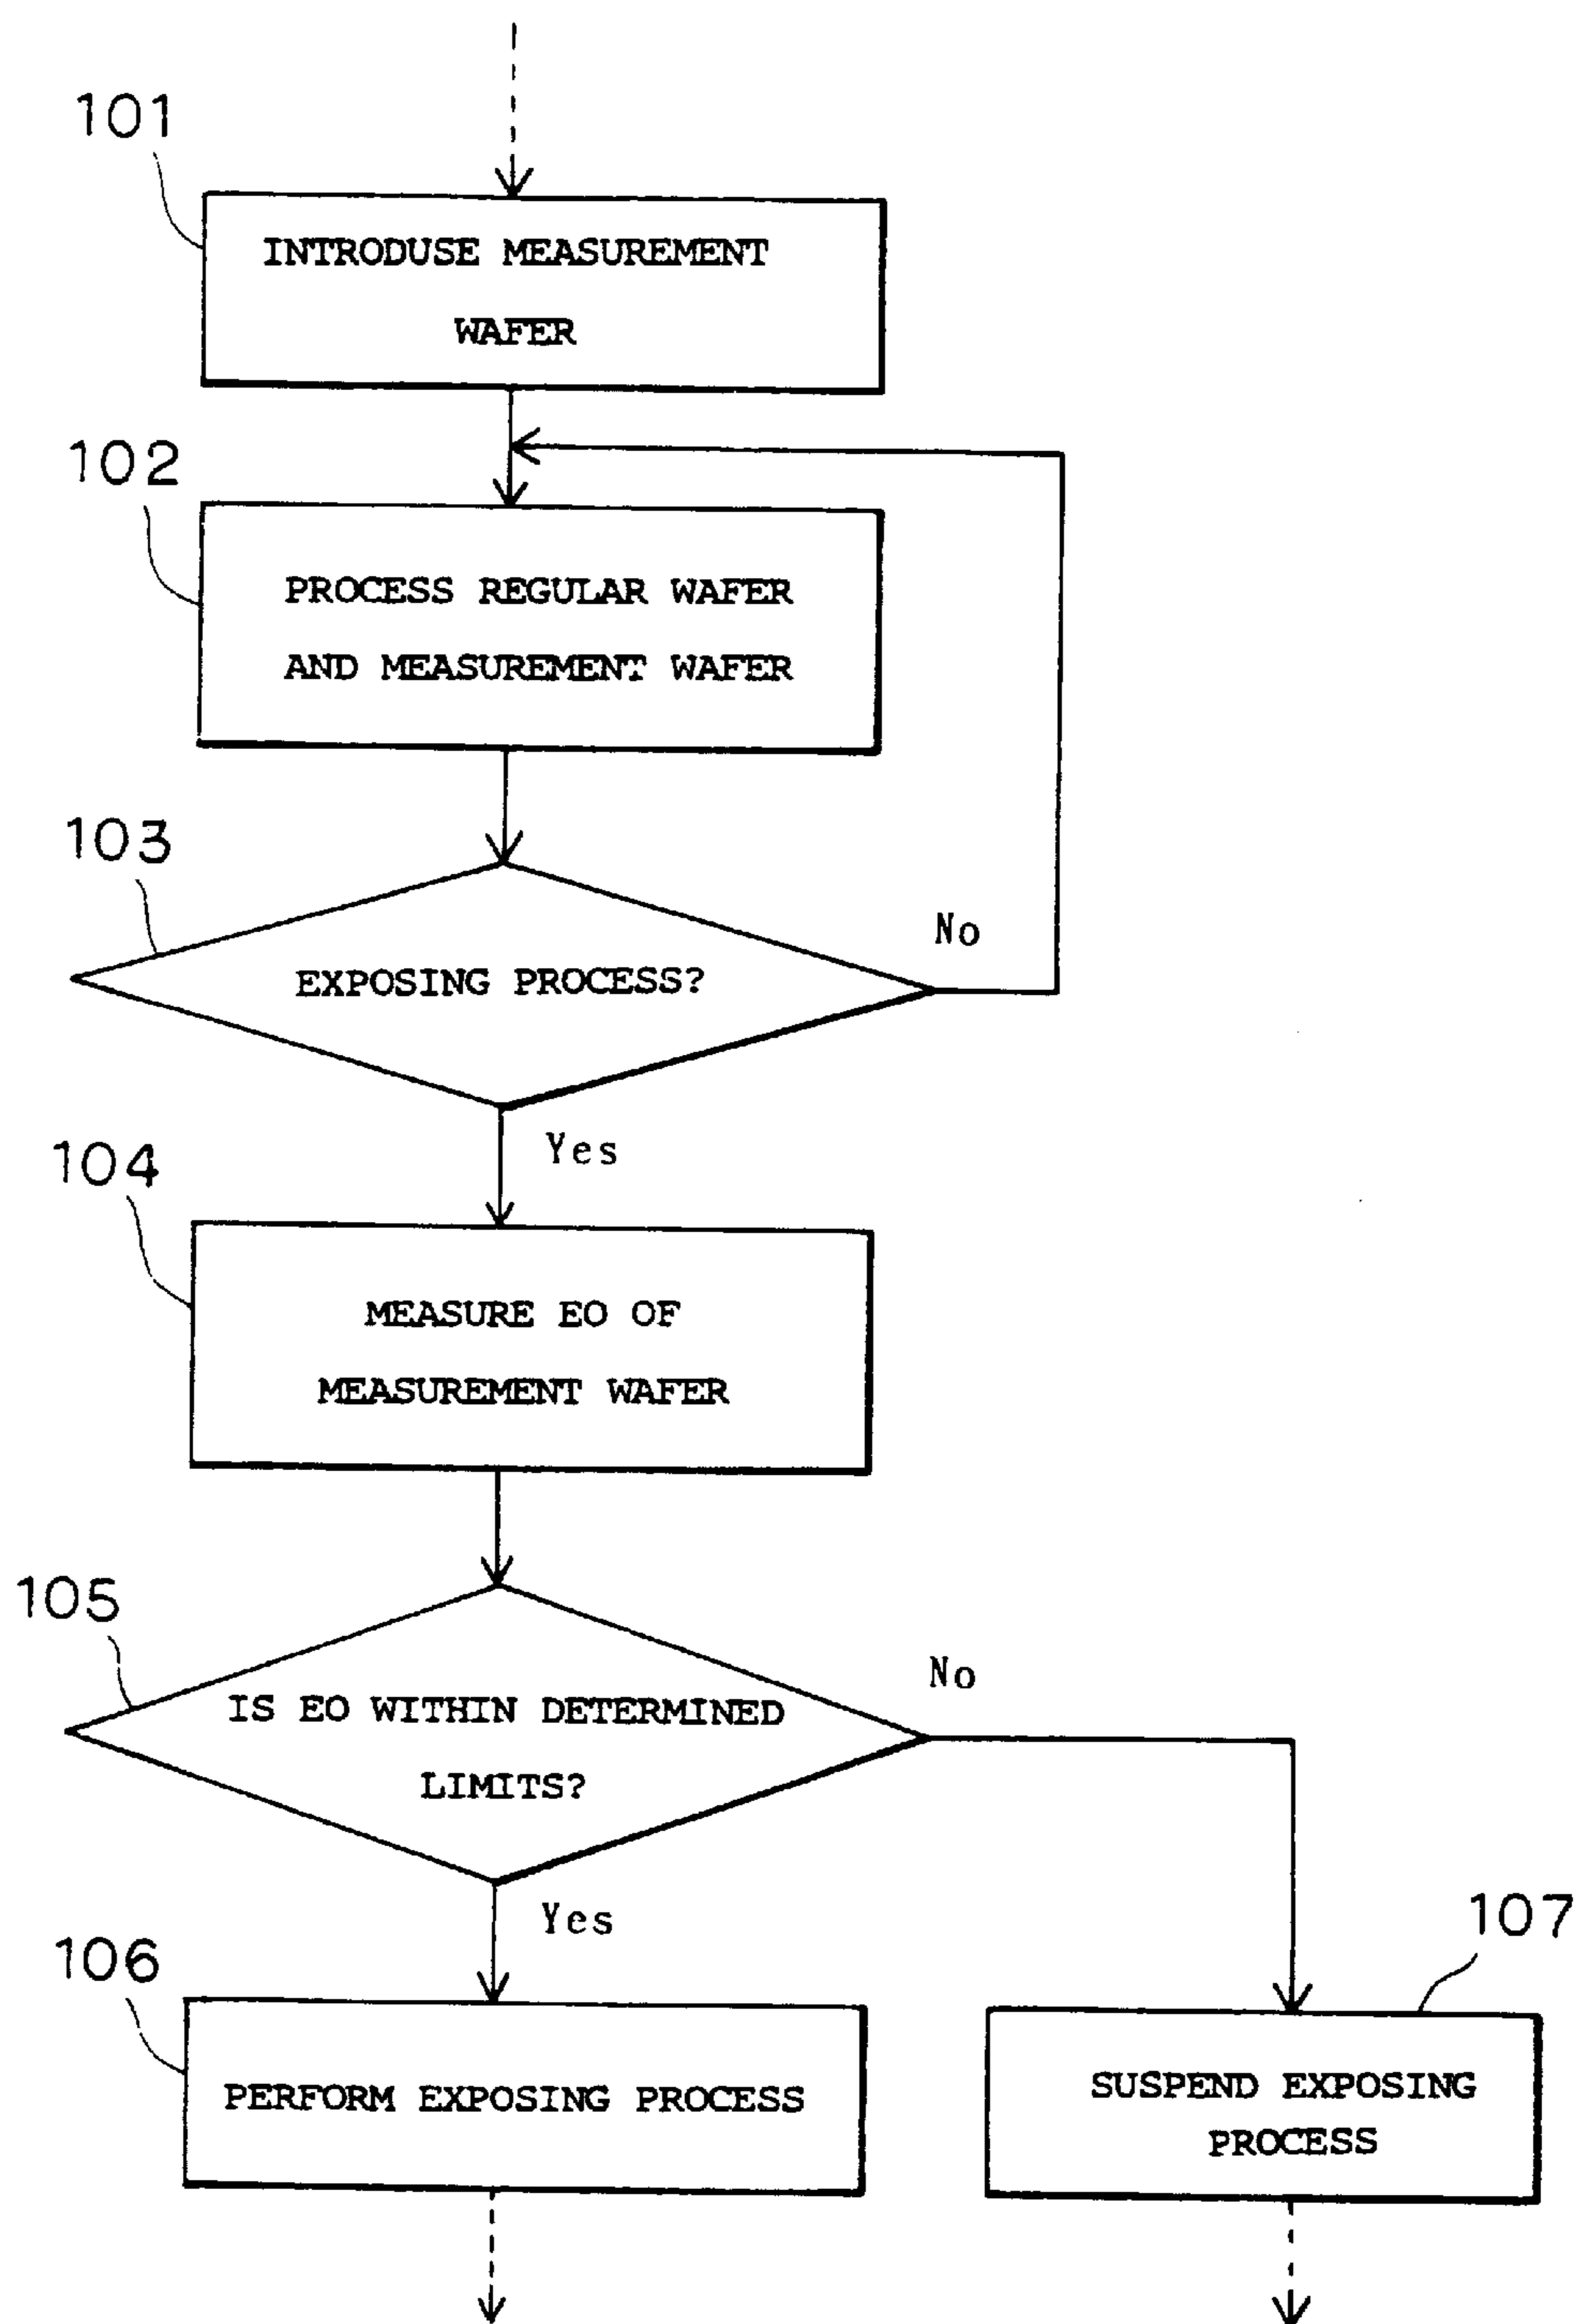 101
INTRODUSE MEASUREMENT
WAFER
102
PROCESS REGULAR WAFER
AND MEASUREMENT WAFER
103
EXPOSING PROCESS?
No
Yes
104
MEASURE EO OF
MEASUREMENT WAFER
105
IS EO WITHIN DETERMINED
LIMITS?
No
Yes
106
PERFORM EXPOSING PROCESS
107
SUSPEND EXPOSING
PROCESS